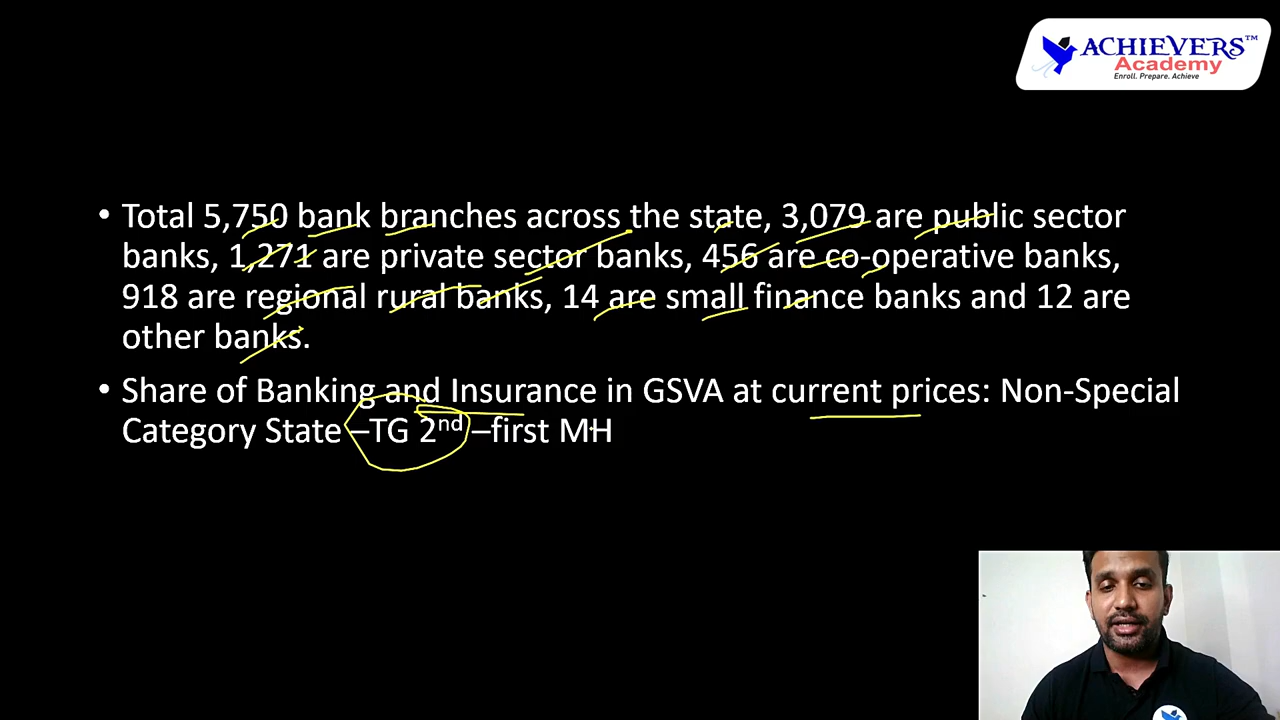 ACHIEVERS™
Academy
Enroll. Prepare. Achieve
• Total 5,750 bank branches across the state, 3,079 are public sector
banks, 1,271 are private sector banks, 456 are co-operative banks,
918 are regional rural banks, 14 are small finance banks and 12 are
other banks.
• Share of Banking and Insurance in GSVA at current prices: Non-Special
Category State –TG 2nd –first MH